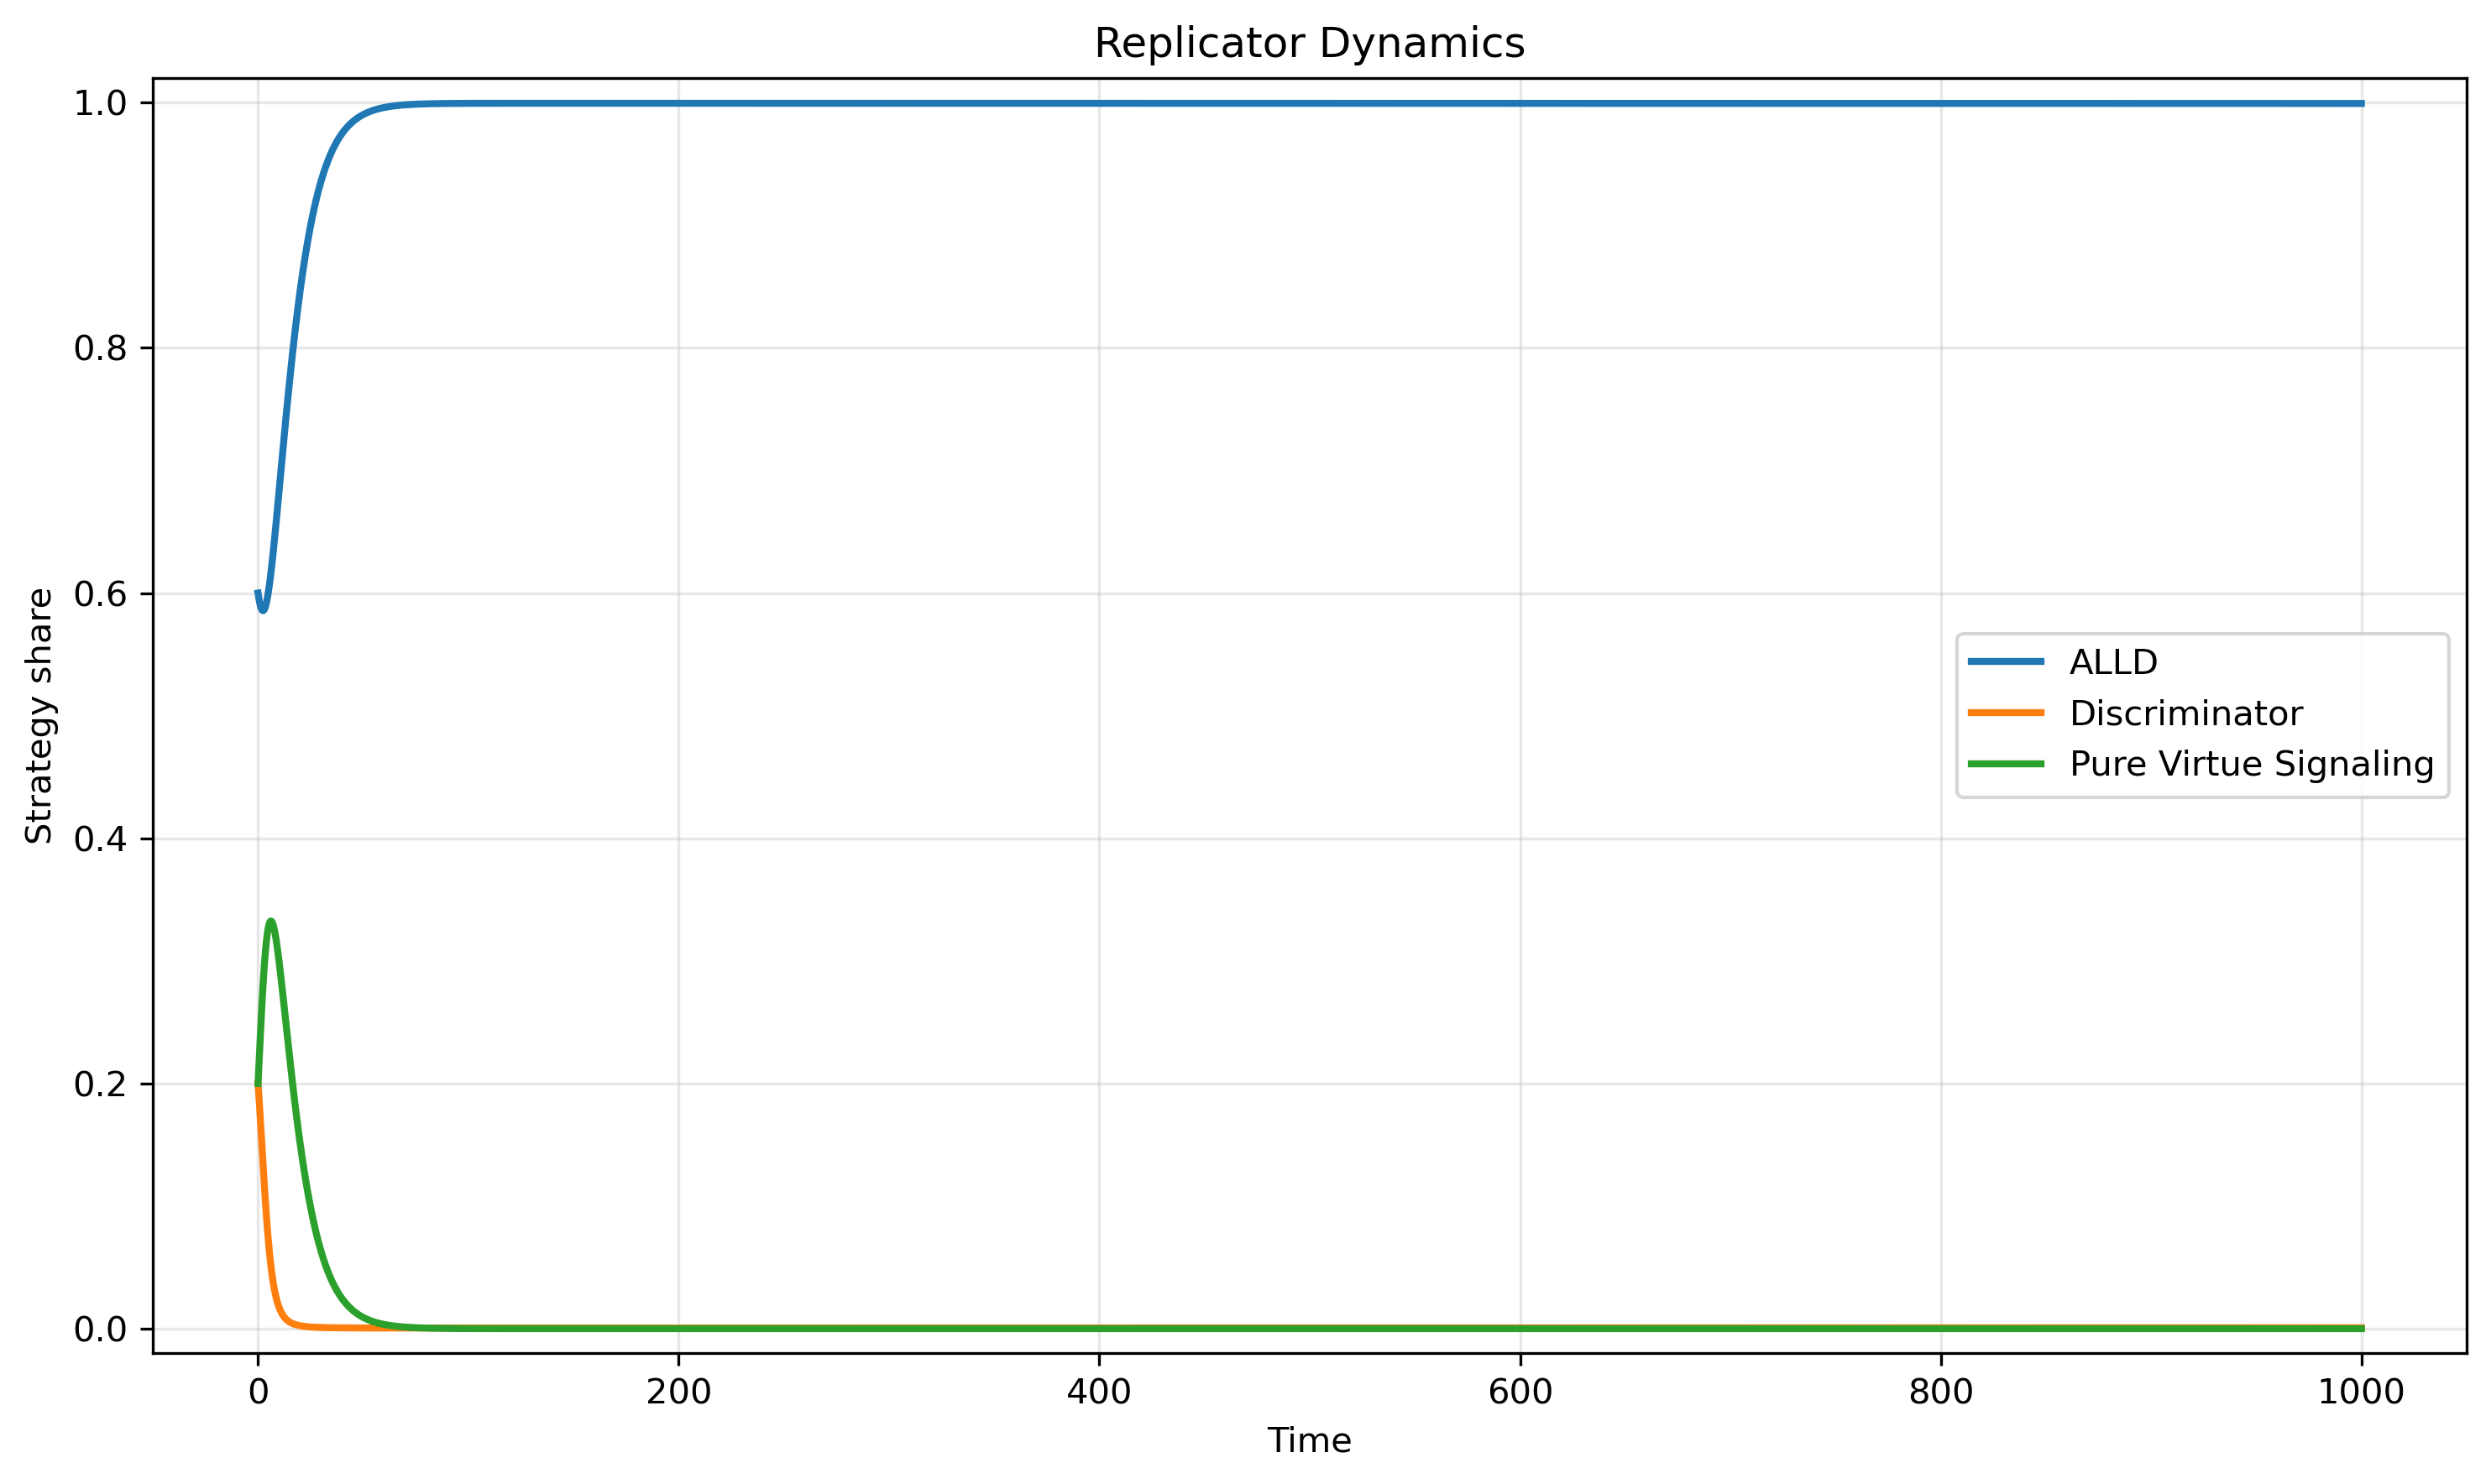 Replicator Dynamics
Strategy share
1.0
0.8
0.6
0.4
0.2
0.0
ALLD
Discriminator
Pure Virtue Signaling
0
200
400
600
800
1000
Time